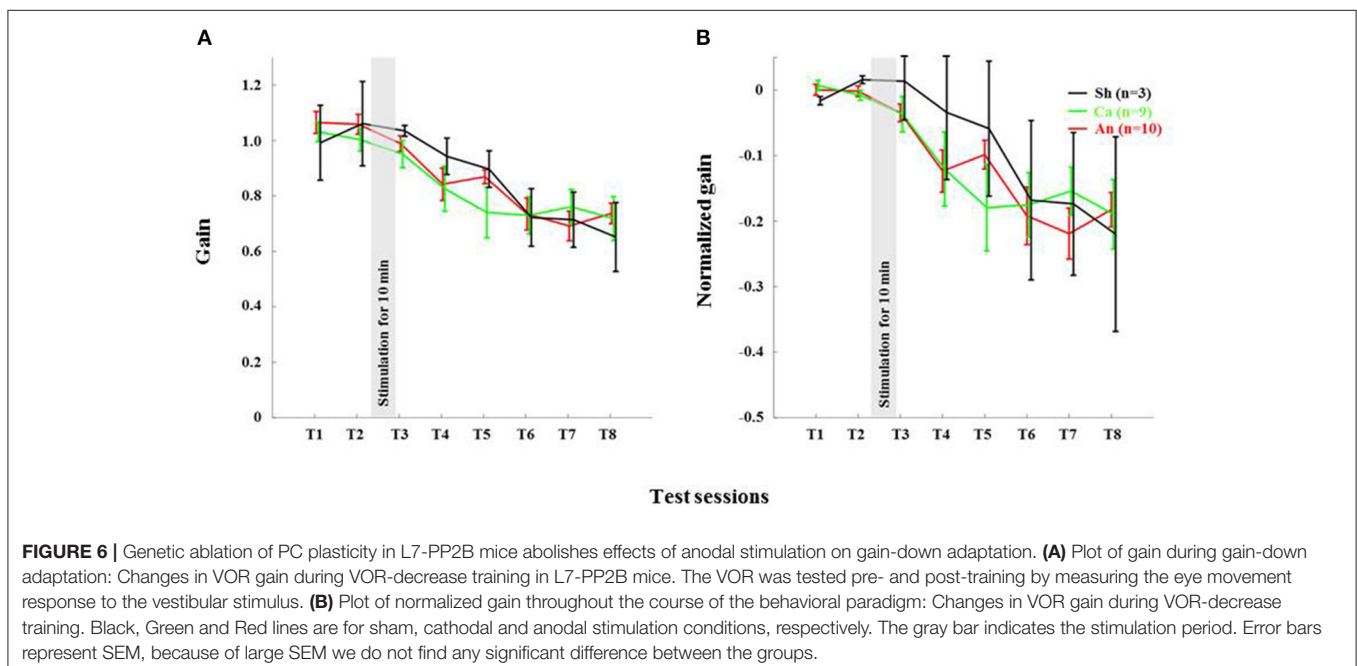 A
B
1.2
1.0
0.8
0.6
0.4
0.2
0
Gain
Stimulation for 10 min
T1 T2 T3 T4 T5 T6 T7 T8
0
-0.1
-0.2
-0.3
-0.4
-0.5
Normalized gain
Stimulation for 10 min
Sh (n=3)
Ca (n=9)
An (n=10)
T1 T2 T3 T4 T5 T6 T7 T8
Test sessions
FIGURE 6 | Genetic ablation of PC plasticity in L7-PP2B mice abolishes effects of anodal stimulation on gain-down adaptation. (A) Plot of gain during gain-down
adaptation: Changes in VOR gain during VOR-decrease training in L7-PP2B mice. The VOR was tested pre- and post-training by measuring the eye movement
response to the vestibular stimulus. (B) Plot of normalized gain throughout the course of the behavioral paradigm: Changes in VOR gain during VOR-decrease
training. Black, Green and Red lines are for sham, cathodal and anodal stimulation conditions, respectively. The gray bar indicates the stimulation period. Error bars
represent SEM, because of large SEM we do not find any significant difference between the groups.